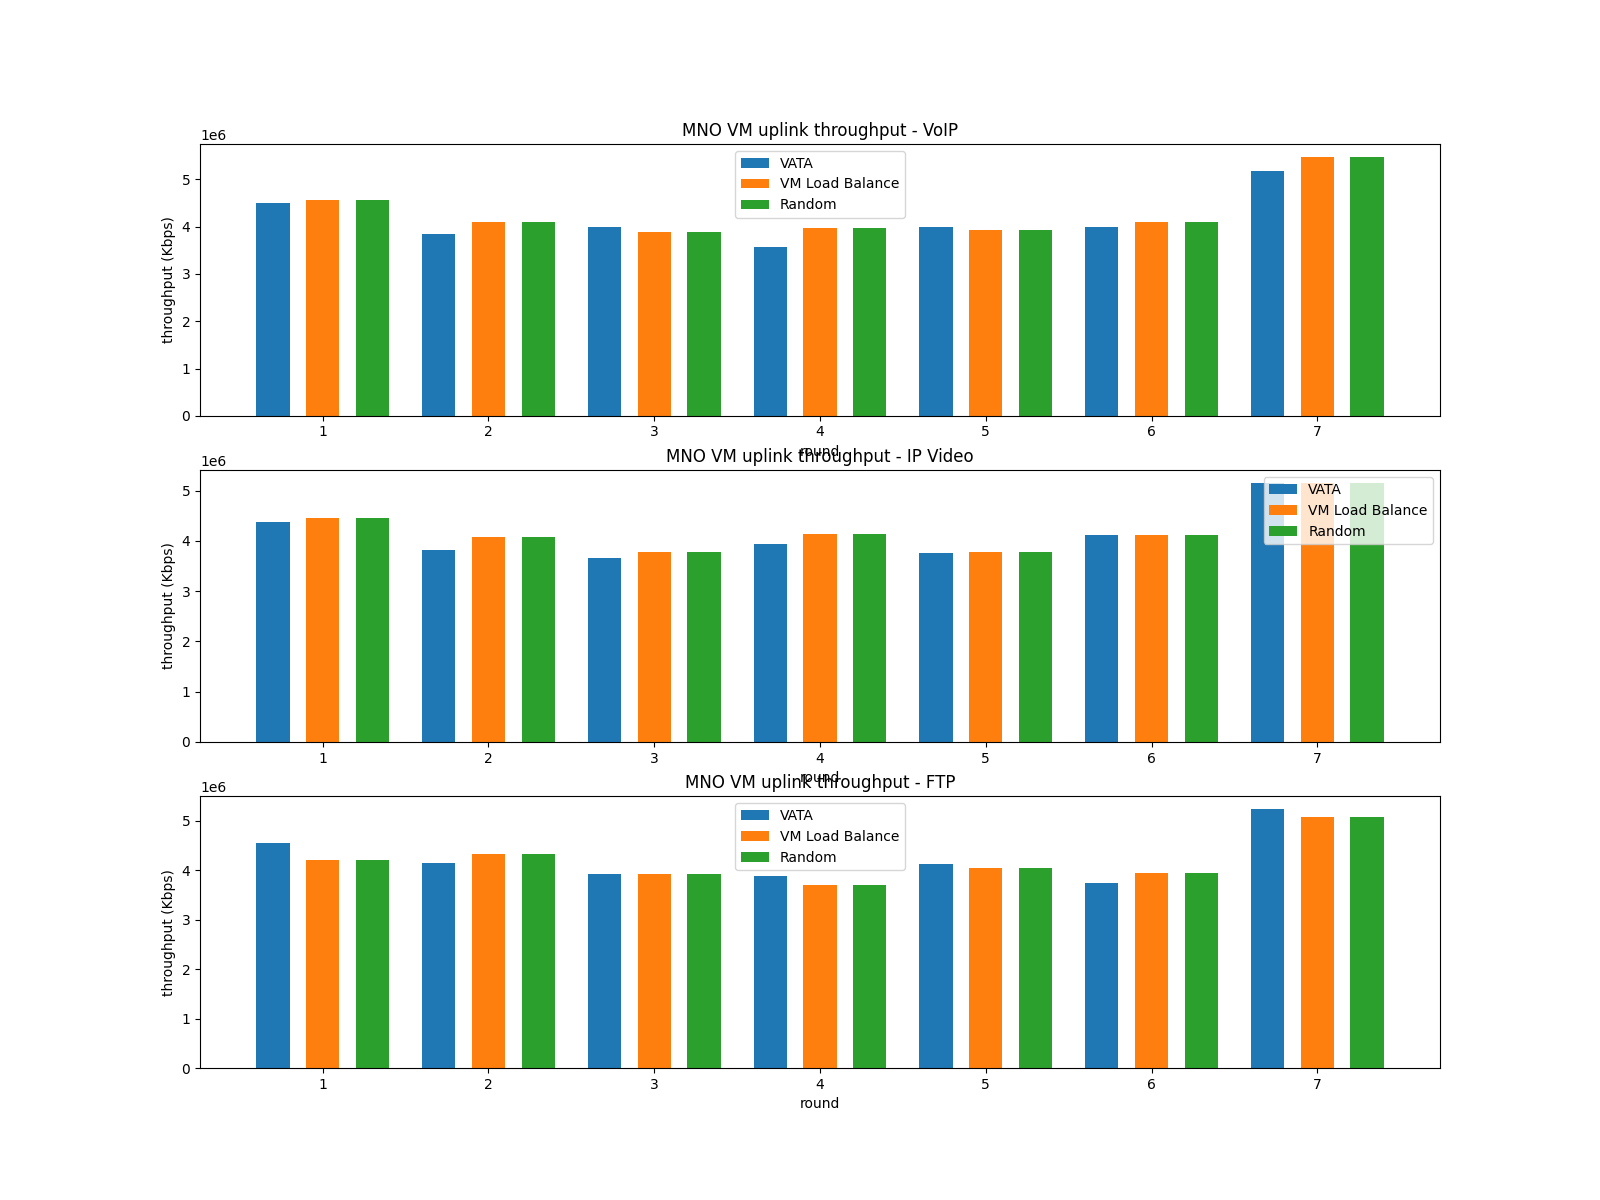 MNO VM uplink throughput - VoIP
1e6
VATA
VM Load Balance
Random
throughput (Kbps)
5
4
3
2
1
0
1 2 3 4 5 6 7
round
MNO VM uplink throughput - IP Video
1e6
VATA
VM Load Balance
Random
throughput (Kbps)
5
4
3
2
1
0
1 2 3 4 5 6 7
round
MNO VM uplink throughput - FTP
1e6
VATA
VM Load Balance
Random
throughput (Kbps)
5
4
3
2
1
0
1 2 3 4 5 6 7
round